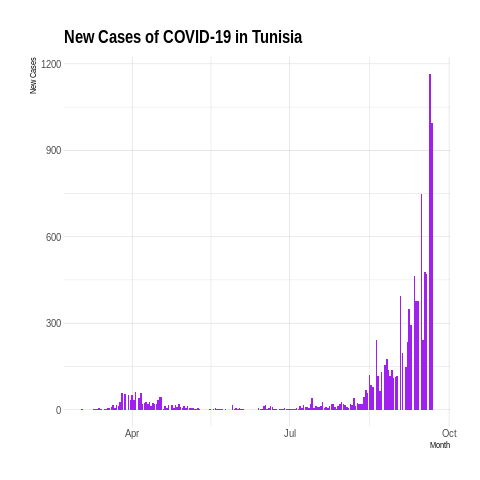 New Cases of COVID-19 in Tunisia
New Cases
1200
900
600
300
0
Apr
Jul
Oct
Month